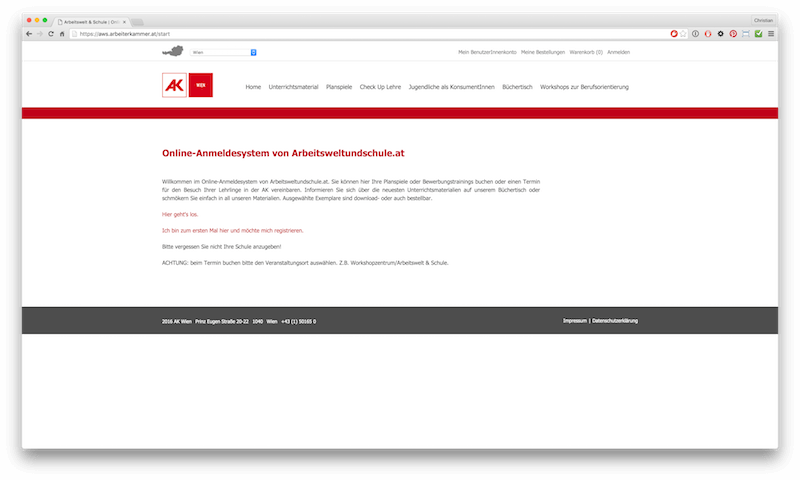 Arbeitswelt & Schule | Onl
Christian
https://aws.arbeiterkammer.at/start
Wien
Mein BenutzerInnenkonto Meine Bestellungen Warenkorb (0) Anmelden
AK WIEN
Home Unterrichtsmaterial Planspiele Check Up Lehre Jugendliche als KonsumentInnen Büchertisch Workshops zur Berufsorientierung
Online-Anmeldesystem von Arbeitsweltundschule.at
Willkommen im Online-Anmeldesystem von Arbeitsweltundschule.at. Sie können hier Ihre Planspiele oder Bewerbungstrainings buchen oder einen Termin
für den Besuch Ihrer Lehrlinge in der AK vereinbaren. Informieren Sie sich über die neuesten Unterrichtsmaterialien auf unserem Büchertisch oder
schmökern Sie einfach in all unseren Materialien. Ausgewählte Exemplare sind download- oder auch bestellbar.
Hier geht's los.
Ich bin zum ersten Mal hier und möchte mich registrieren.
Bitte vergessen Sie nicht Ihre Schule anzugeben!
ACHTUNG: beim Termin buchen bitte den Veranstaltungsort auswählen. Z.B. Workshopzentrum/Arbeitswelt & Schule.
2016 AK Wien Prinz Eugen Straße 20-22 1040 Wien +43 (1) 50165 0
Impressum | Datenschutzerklärung